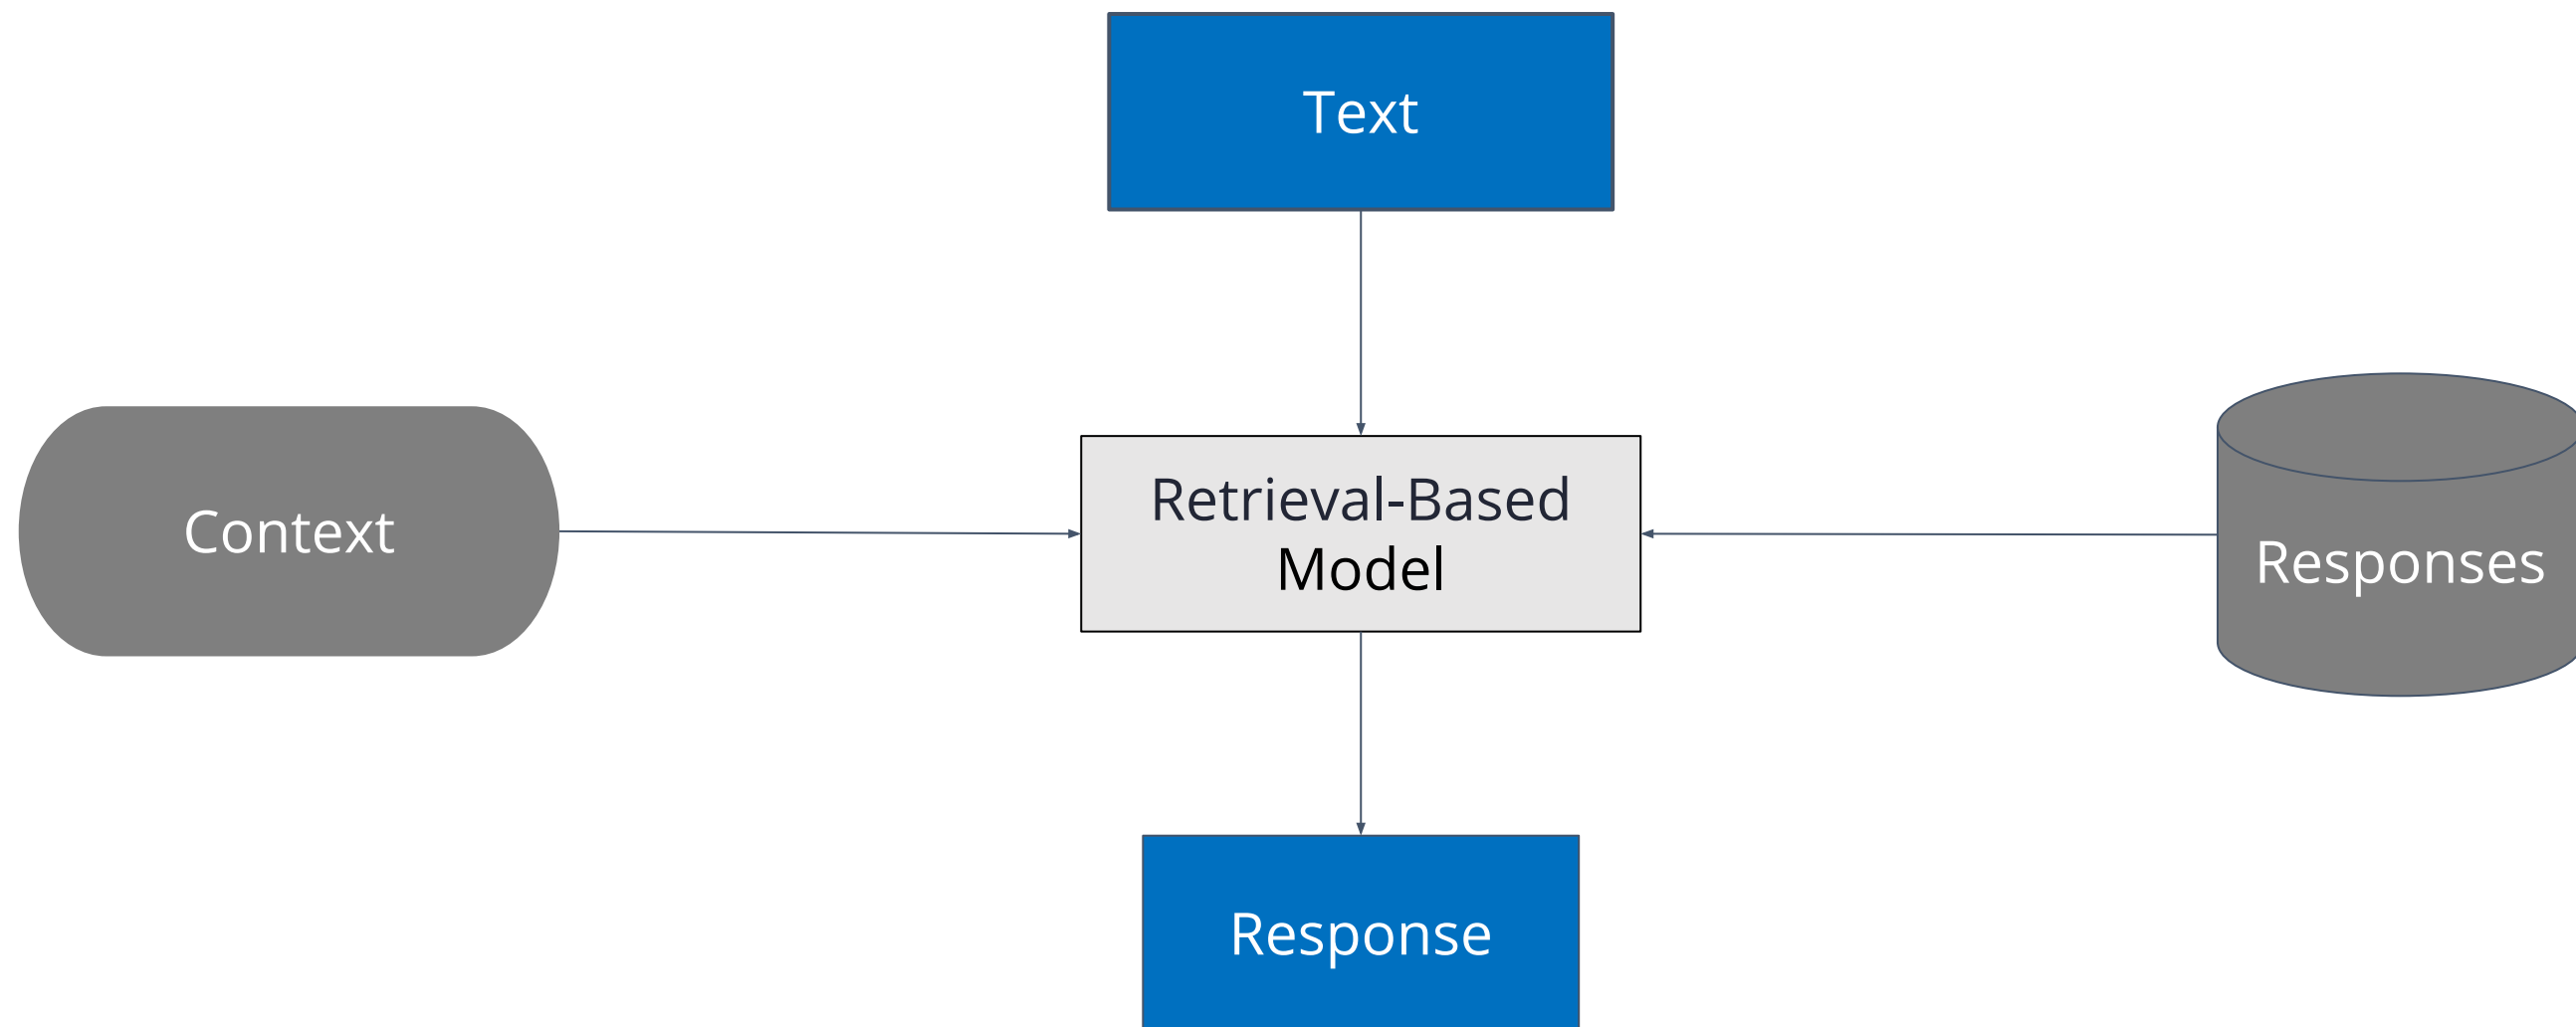 Text
Context
Retrieval-Based
Model
Responses
Response